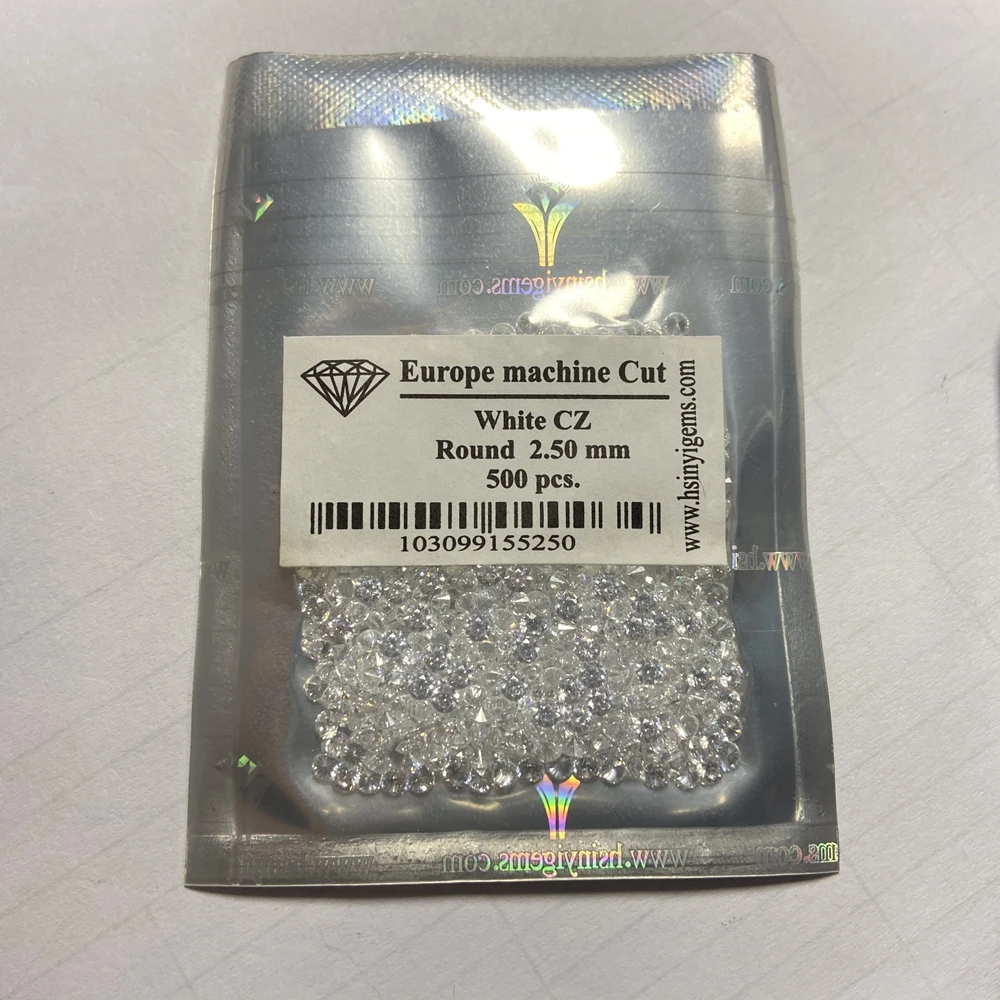 www.hsinyigems.com
Europe machine Cut
White CZ
Round 2.50 mm
500 pcs.
103099155250
www.hsinyigems.com
www.hsinyigems.com